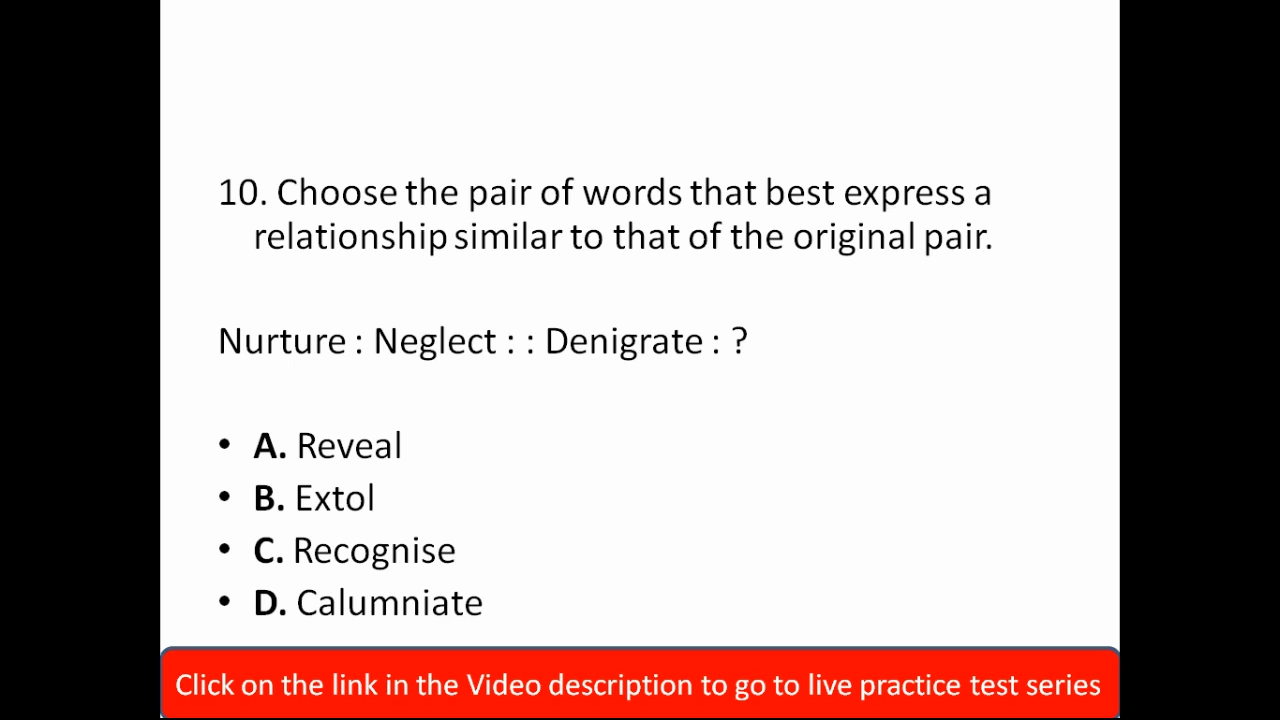 10. Choose the pair of words that best express a
relationship similar to that of the original pair.
Nurture : Neglect : : Denigrate : ?
• A. Reveal
• B. Extol
• C. Recognise
• D. Calumniate
Click on the link in the Video description to go to live practice test series